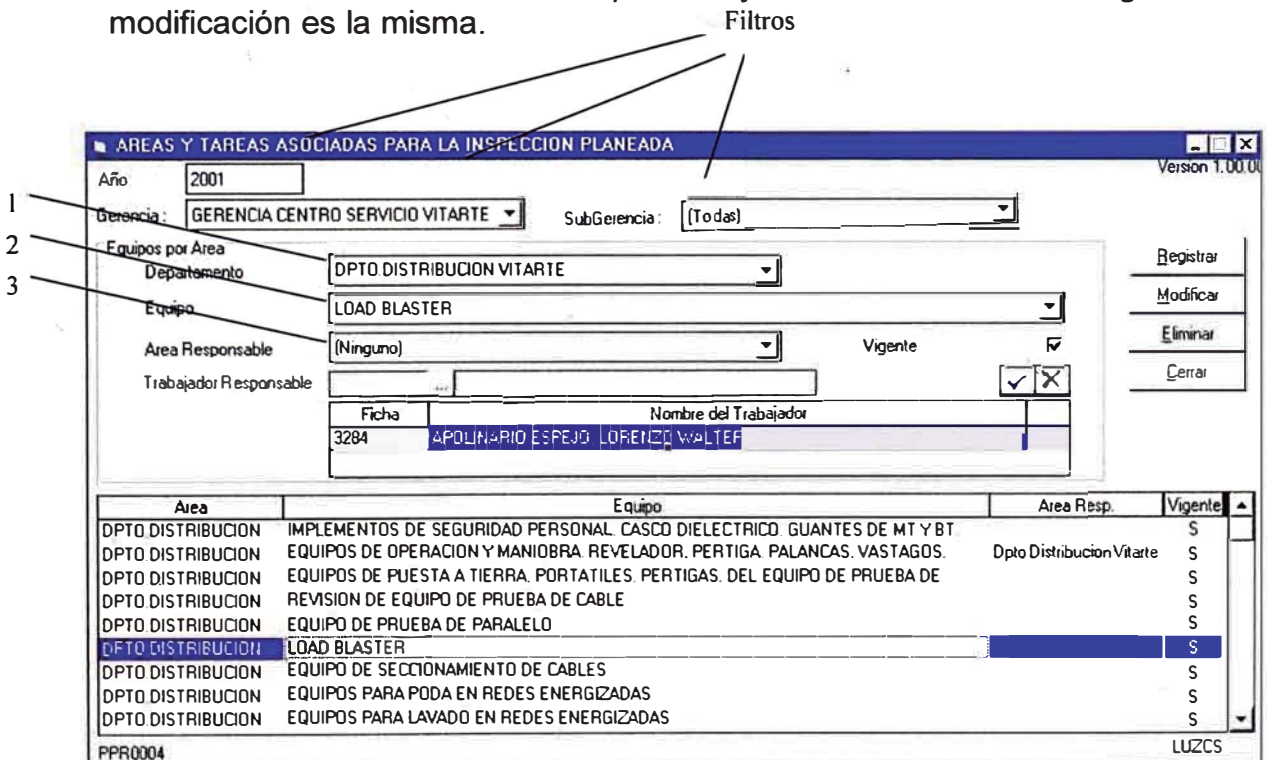 modificación es la misma.
Filtros
AREAS Y TAREAS ASOCIADAS PARA LA INSPECCION PLANEADA
Version 1.00.00
Año 2001
1
Gerencia : GERENCIA CENTRO SERVICIO VITARTE SubGerencia : (Todas)
2
Equipos por Area
Departamento DPTO.DISTRIBUCION VITARTE Registrar
3
Equipo LOAD BLASTER Modificar
Area Responsable (Ninguno) Vigente Eliminar
Trabajador Responsable ... Cerrar
Ficha Nombre del Trabajador
3284 APOLINARIO ESPEJO LORENZO WALTER
Area Equipo Area Resp. Vigente
DPTO.DISTRIBUCION IMPLEMENTOS DE SEGURIDAD PERSONAL. CASCO DIELECTRICO. GUANTES DE MT Y BT. S
DPTO.DISTRIBUCION EQUIPOS DE OPERACION Y MANIOBRA. REVELADOR. PERTIGA. PALANCAS. VASTAGOS. Dpto Distribucion Vitarte S
DPTO.DISTRIBUCION EQUIPOS DE PUESTA A TIERRA, PORTATILES. PERTIGAS. DEL EQUIPO DE PRUEBA DE S
DPTO.DISTRIBUCION REVISION DE EQUIPO DE PRUEBA DE CABLE S
DPTO.DISTRIBUCION EQUIPO DE PRUEBA DE PARALELO S
DPTO.DISTRIBUCION LOAD BLASTER S
DPTO.DISTRIBUCION EQUIPO DE SECCIONAMIENTO DE CABLES S
DPTO.DISTRIBUCION EQUIPOS PARA PODA EN REDES ENERGIZADAS S
DPTO.DISTRIBUCION EQUIPOS PARA LAVADO EN REDES ENERGIZADAS S
PPR0004 LUZCS